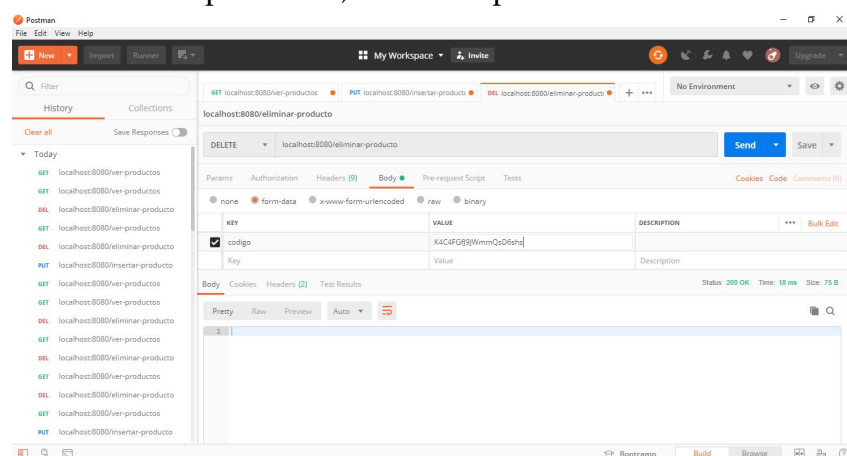 Postman
File Edit View Help
New Import Runner My Workspace Invite Upgrade
Filter
History Collections
Clear all Save Responses
Today
GET localhost:8080/ver-productos
GET localhost:8080/ver-productos
DEL localhost:8080/eliminar-producto
GET localhost:8080/ver-productos
DEL localhost:8080/eliminar-producto
PUT localhost:8080/insertar-producto
GET localhost:8080/ver-productos
GET localhost:8080/ver-productos
DEL localhost:8080/eliminar-producto
GET localhost:8080/ver-productos
DEL localhost:8080/eliminar-producto
GET localhost:8080/ver-productos
DEL localhost:8080/eliminar-producto
GET localhost:8080/ver-productos
PUT localhost:8080/insertar-producto
GET localhost:8080/ver-productos PUT localhost:8080/insertar-product DEL localhost:8080/eliminar-product + ••• No Environment
localhost:8080/eliminar-producto
DELETE localhost:8080/eliminar-producto Send Save
Params Authorization Headers (9) Body Pre-request Script Tests Cookies Code Comments (0)
none form-data x-www-form-urlencoded raw binary
KEY VALUE DESCRIPTION ••• Bulk Edit
codigo K4C4FGfJ9JWmmQsD6shs
Key Value Description
Body Cookies Headers (2) Test Results Status: 200 OK Time: 18 ms Size: 75 B
Pretty Raw Preview Auto
1
Bootcamp Build Browse